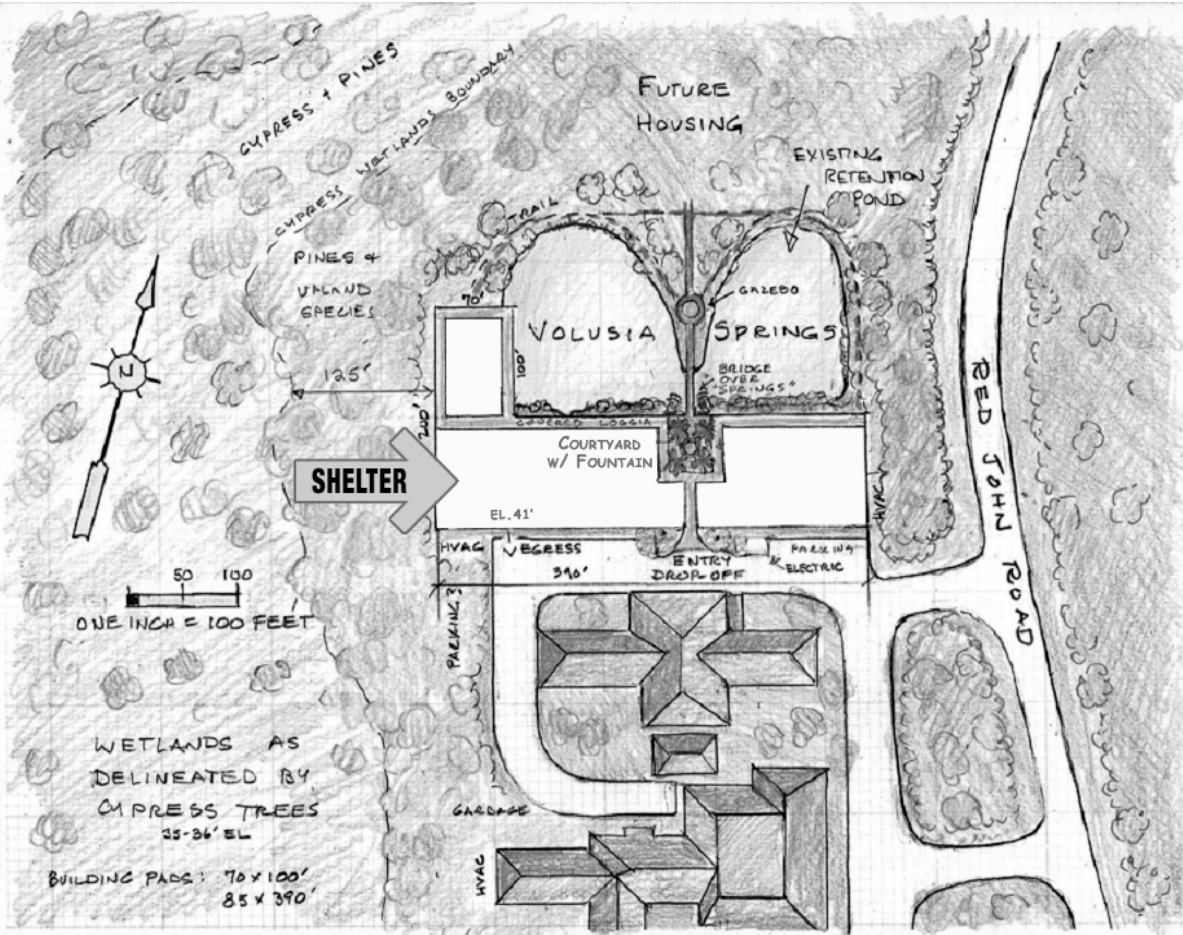 FUTURE
HOUSING
CYPRESS + PINES
CYPRESS WETLANDS BOUNDARY
EXISTING
RETENTION
POND
TRAIL
PINES +
UPLAND
SPECIES
70'
GAZEBO
VOLUSIA SPRINGS
N
100'
125'
BRIDGE
OVER
"SPRINGS"
200'
COVERED LOGGIA
COURTYARD
W/ FOUNTAIN
SHELTER
EL. 41'
HVAC
RED JOHN ROAD
HVAC
EGRESS
390'
ENTRY
DROP-OFF
PARKING
ELECTRIC
50 100
ONE INCH = 100 FEET
PARKING
WETLANDS AS
DELINEATED BY
CYPRESS TREES
35-36' EL
GARBAGE
HVAC
BUILDING PADS: 70 X 100'
85 X 390'